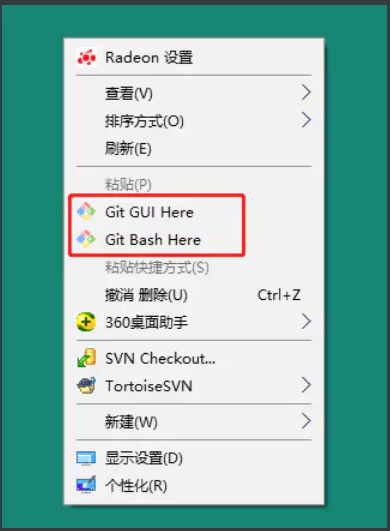 Radeon 设置
查看(V)
排序方式(O)
刷新(E)
粘贴(P)
Git GUI Here
Git Bash Here
粘贴快捷方式(S)
撤消 删除(U) Ctrl+Z
360桌面助手
SVN Checkout...
TortoiseSVN
新建(W)
显示设置(D)
个性化(R)